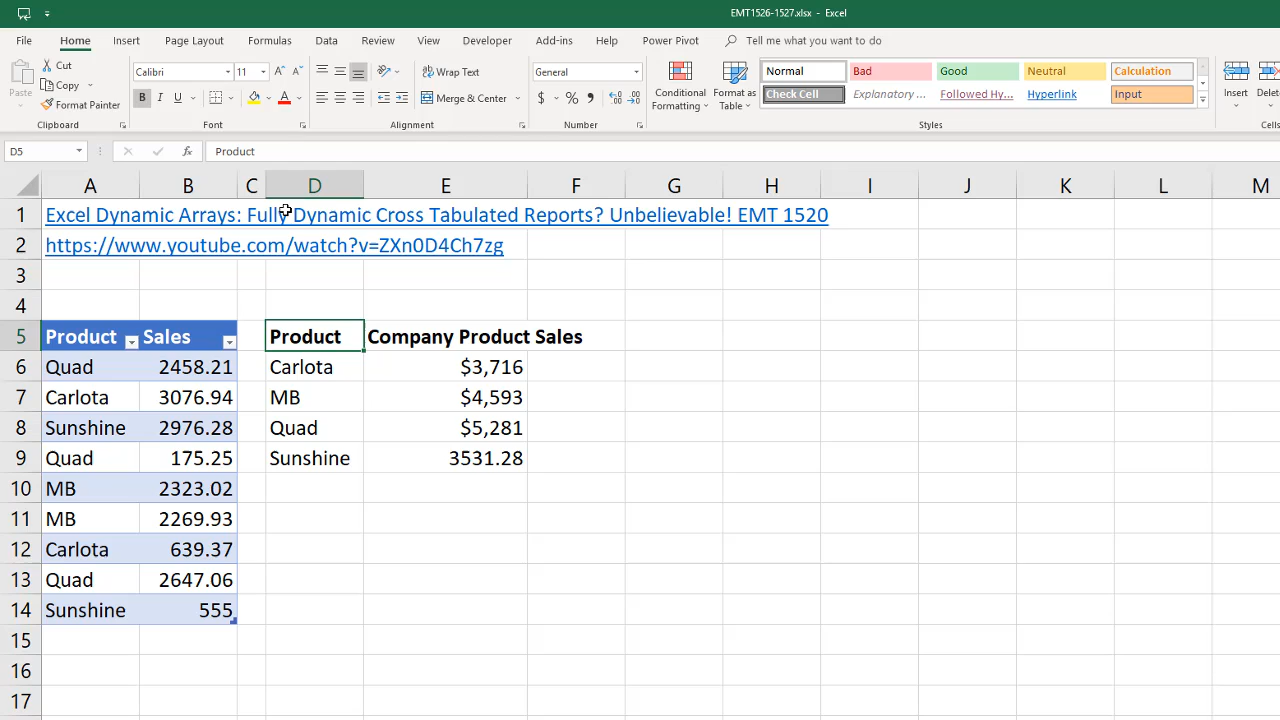 EMT1526-1527.xlsx - Excel
File Home Insert Page Layout Formulas Data Review View Developer Add-ins Help Power Pivot Tell me what you want to do
Paste Cut Copy Format Painter Clipboard
Calibri 11 A A B I U A Font
Wrap Text Merge & Center Alignment
General $ % , Number
Conditional Formatting Format as Table
Normal Bad Good Neutral Calculation
Check Cell Explanatory ... Followed Hy... Hyperlink Input
Styles
Insert Delet Cells
D5 fx Product
A B C D E F G H I J K L M
1 Excel Dynamic Arrays: Fully Dynamic Cross Tabulated Reports? Unbelievable! EMT 1520
2 https://www.youtube.com/watch?v=ZXn0D4Ch7zg
3
4
5 Product Sales Product Company Product Sales
6 Quad 2458.21 Carlota $3,716
7 Carlota 3076.94 MB $4,593
8 Sunshine 2976.28 Quad $5,281
9 Quad 175.25 Sunshine 3531.28
10 MB 2323.02
11 MB 2269.93
12 Carlota 639.37
13 Quad 2647.06
14 Sunshine 555
15
16
17